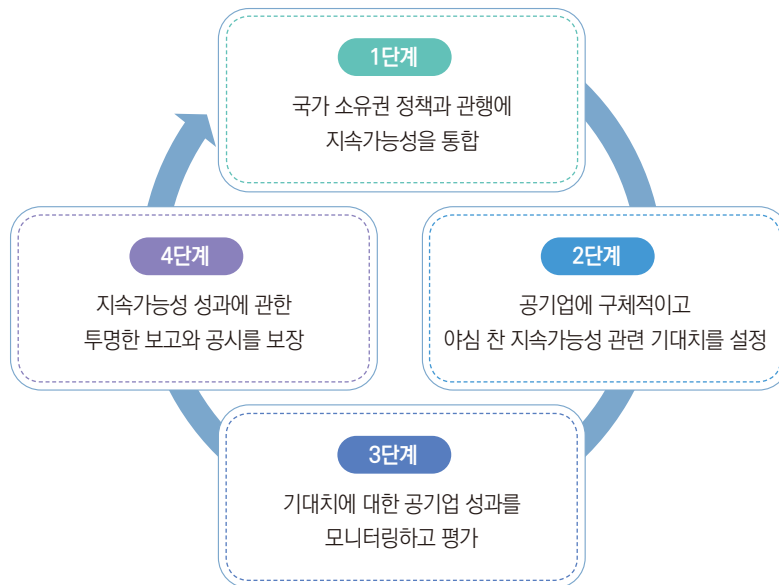 1단계
국가 소유권 정책과 관행에
지속가능성을 통합
2단계
공기업에 구체적이고
야심 찬 지속가능성 관련 기대치를 설정
3단계
기대치에 대한 공기업 성과를
모니터링하고 평가
4단계
지속가능성 성과에 관한
투명한 보고와 공시를 보장